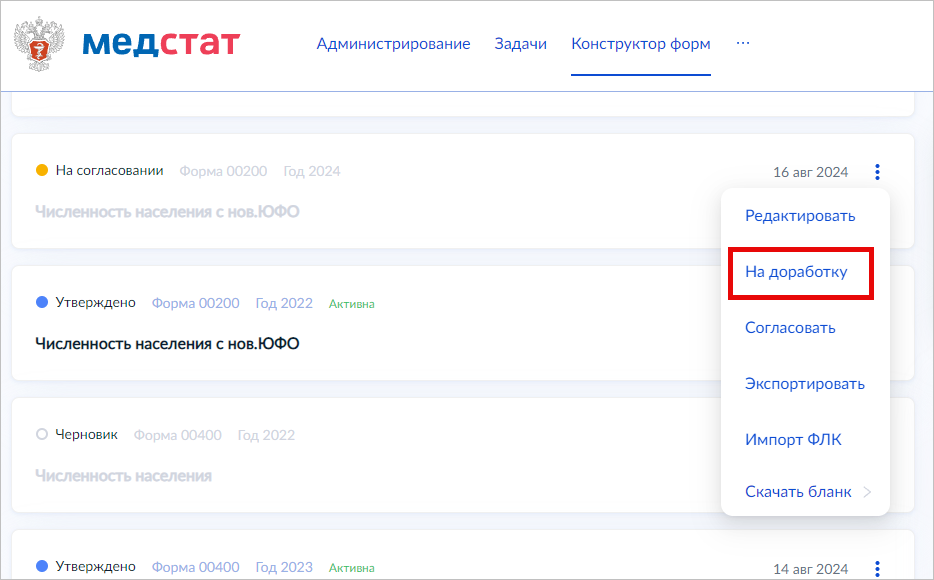 медстат
Администрирование Задачи Конструктор форм ...
На согласовании Форма 00200 Год 2024 16 авг 2024
Численность населения с нов.ЮФО
Редактировать
На доработку
Согласовать
Экспортировать
Импорт ФЛК
Скачать бланк
Утверждено Форма 00200 Год 2022 Активна
Численность населения с нов.ЮФО
Черновик Форма 00400 Год 2022
Численность населения
Утверждено Форма 00400 Год 2023 Активна 14 авг 2024